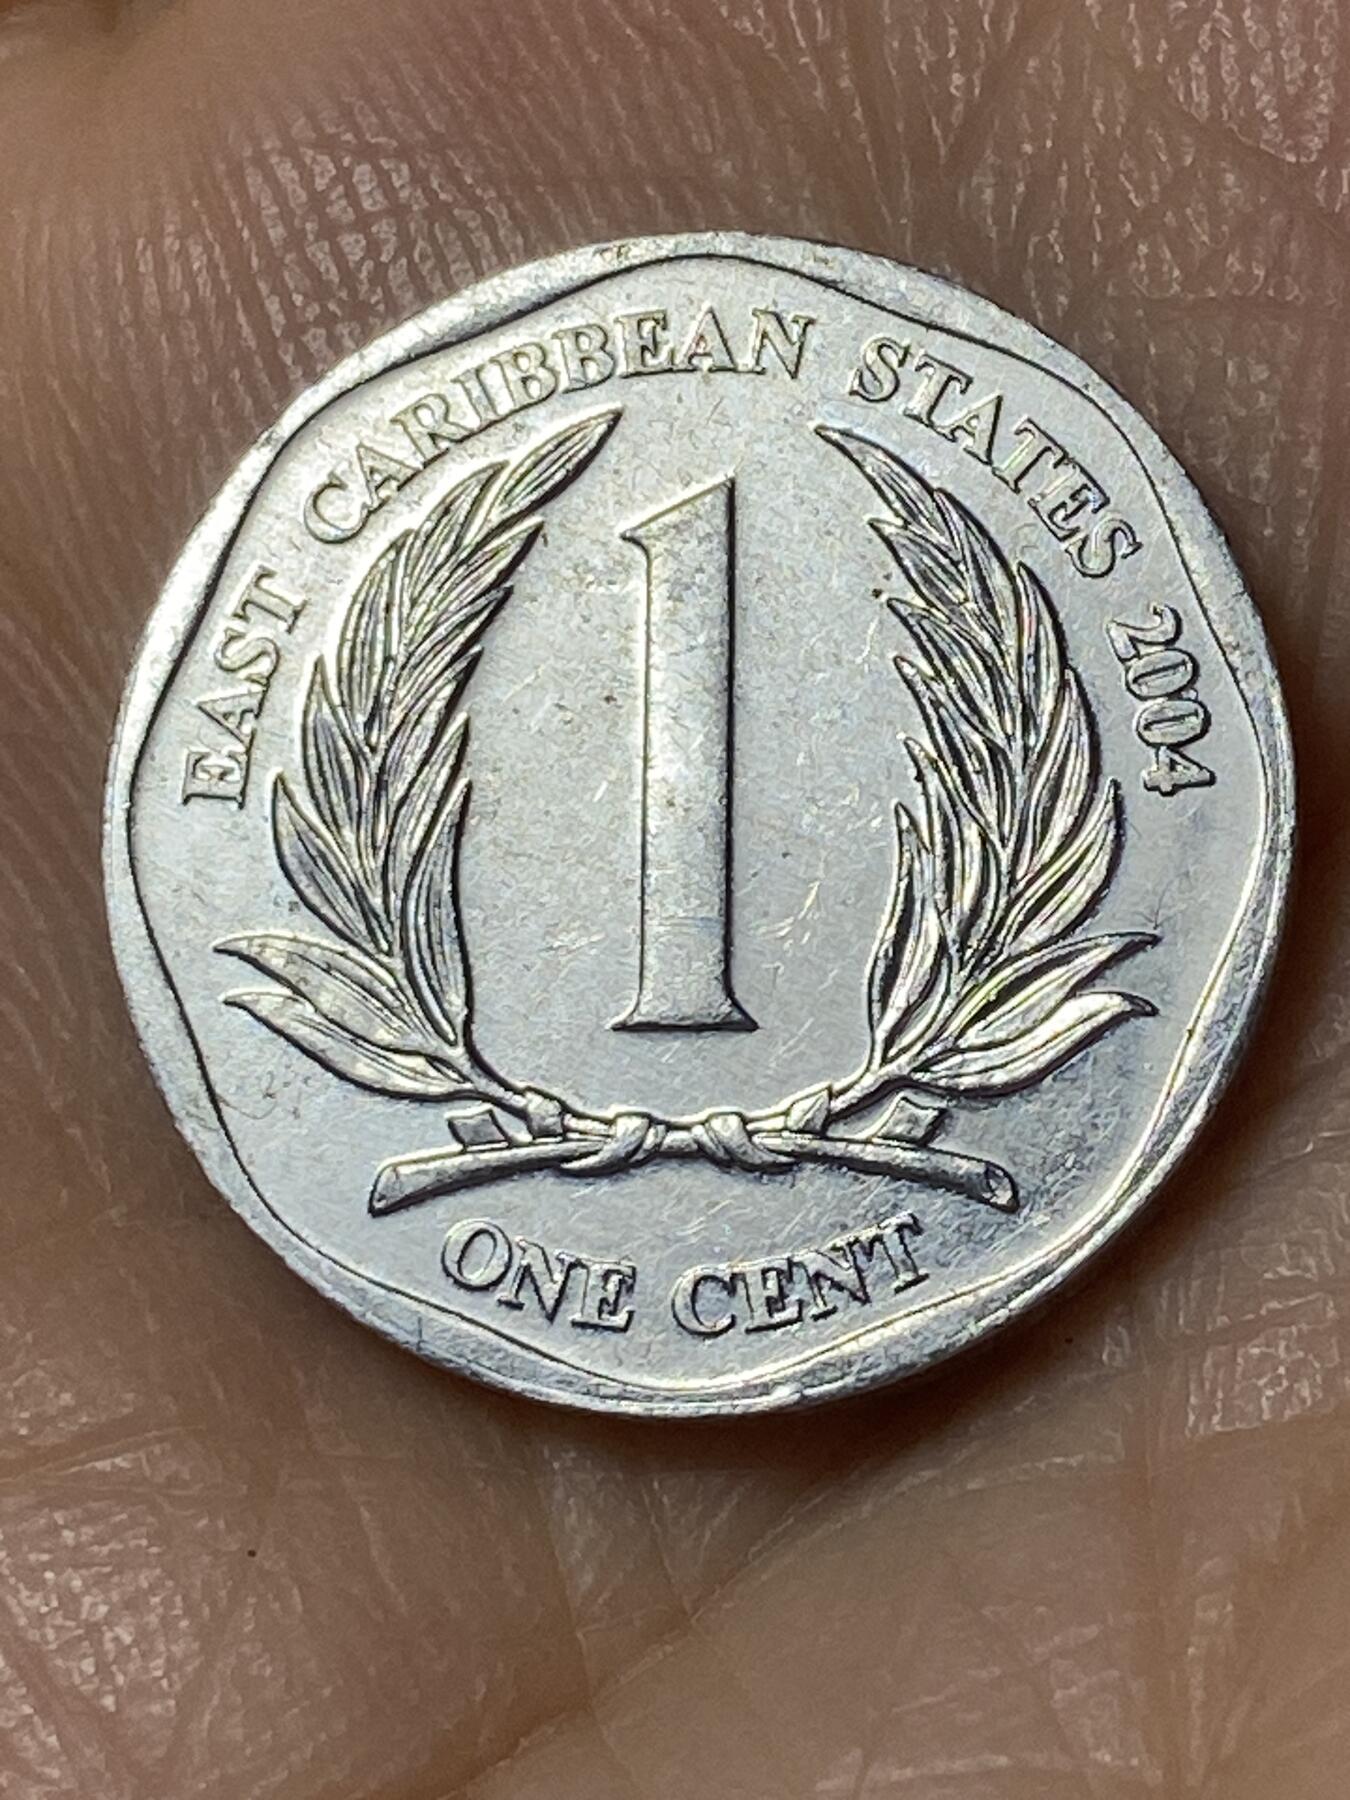 EAST CARIBBEAN STATES 2004
1
ONE CENT